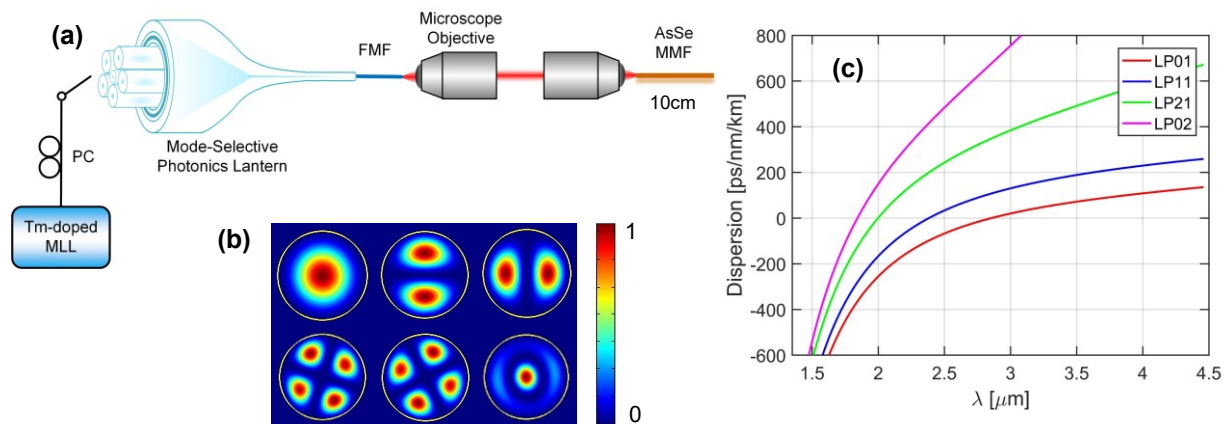 (a)
FMF
Microscope
Objective
AsSe
MMF
10cm
Mode-Selective
Photonics Lantern
PC
Tm-doped
MLL
(b)
1
0
(c)
LP01
LP11
LP21
LP02
Dispersion [ps/nm/km]
800
600
400
200
0
-200
-400
-600
1.5
2
2.5
3
3.5
4
4.5
λ [μm]